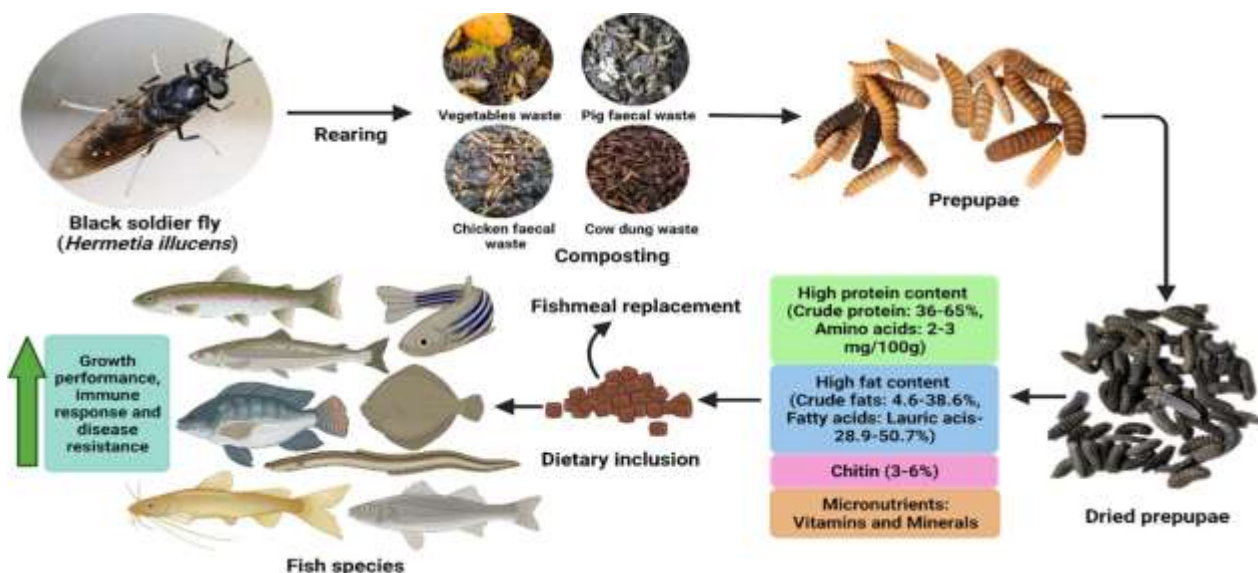 Rearing
Vegetables waste
Pig faecal waste
Chicken faecal
waste
Cow dung waste
Composting
Black soldier fly
(Hermetia illucens)
Prepupae
Dried prepupae
High protein content
(Crude protein: 36-65%,
Amino acids: 2-3
mg/100g)
High fat content
(Crude fats: 4.6-38.6%,
Fatty acids: Lauric acis-
28.9-50.7%)
Chitin (3-6%)
Micronutrients:
Vitamins and Minerals
Fishmeal replacement
Dietary inclusion
Growth
performance,
Immune
response and
disease
resistance
Fish species